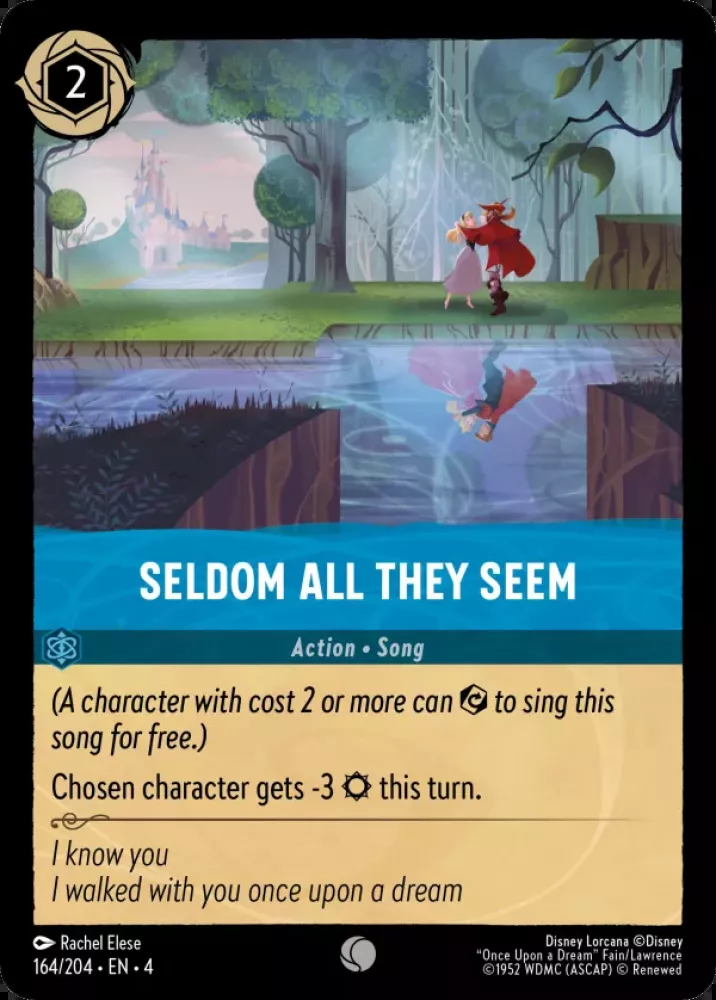 2
SELDOM ALL THEY SEEM
Action • Song
(A character with cost 2 or more can to sing this
song for free.)
Chosen character gets -3 this turn.
I know you
I walked with you once upon a dream
Rachel Elese
164/204 • EN • 4
Disney Lorcana ©Disney
"Once Upon a Dream" Fain/Lawrence
©1952 WDMC (ASCAP) © Renewed